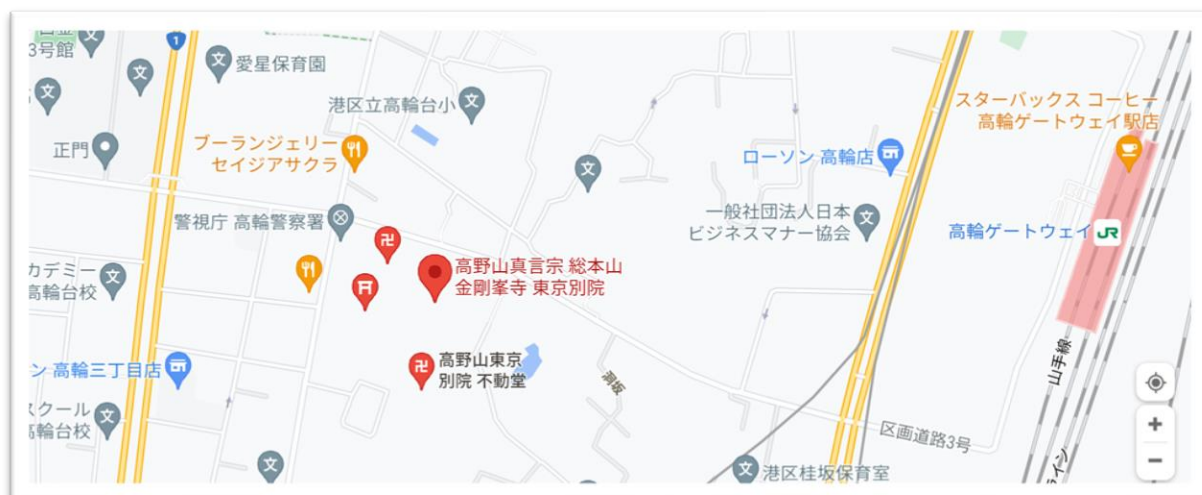 3号館
1
愛星保育園
港区立高輪台小
スターバックス コーヒー
高輪ゲートウェイ駅店
正門
ブーランジェリー
セイジアサクラ
ローソン 高輪店
警視庁 高輪警察署
一般社団法人日本
ビジネスマナー協会
高輪ゲートウェイ
JR
高野山真言宗 総本山
金剛峯寺 東京別院
カデミー
高輪台校
高野山東京
別院 不動堂
ン 高輪三丁目店
洞坂
山手線
スクール
高輪台校
区画道路3号
港区桂坂保育室
ライン